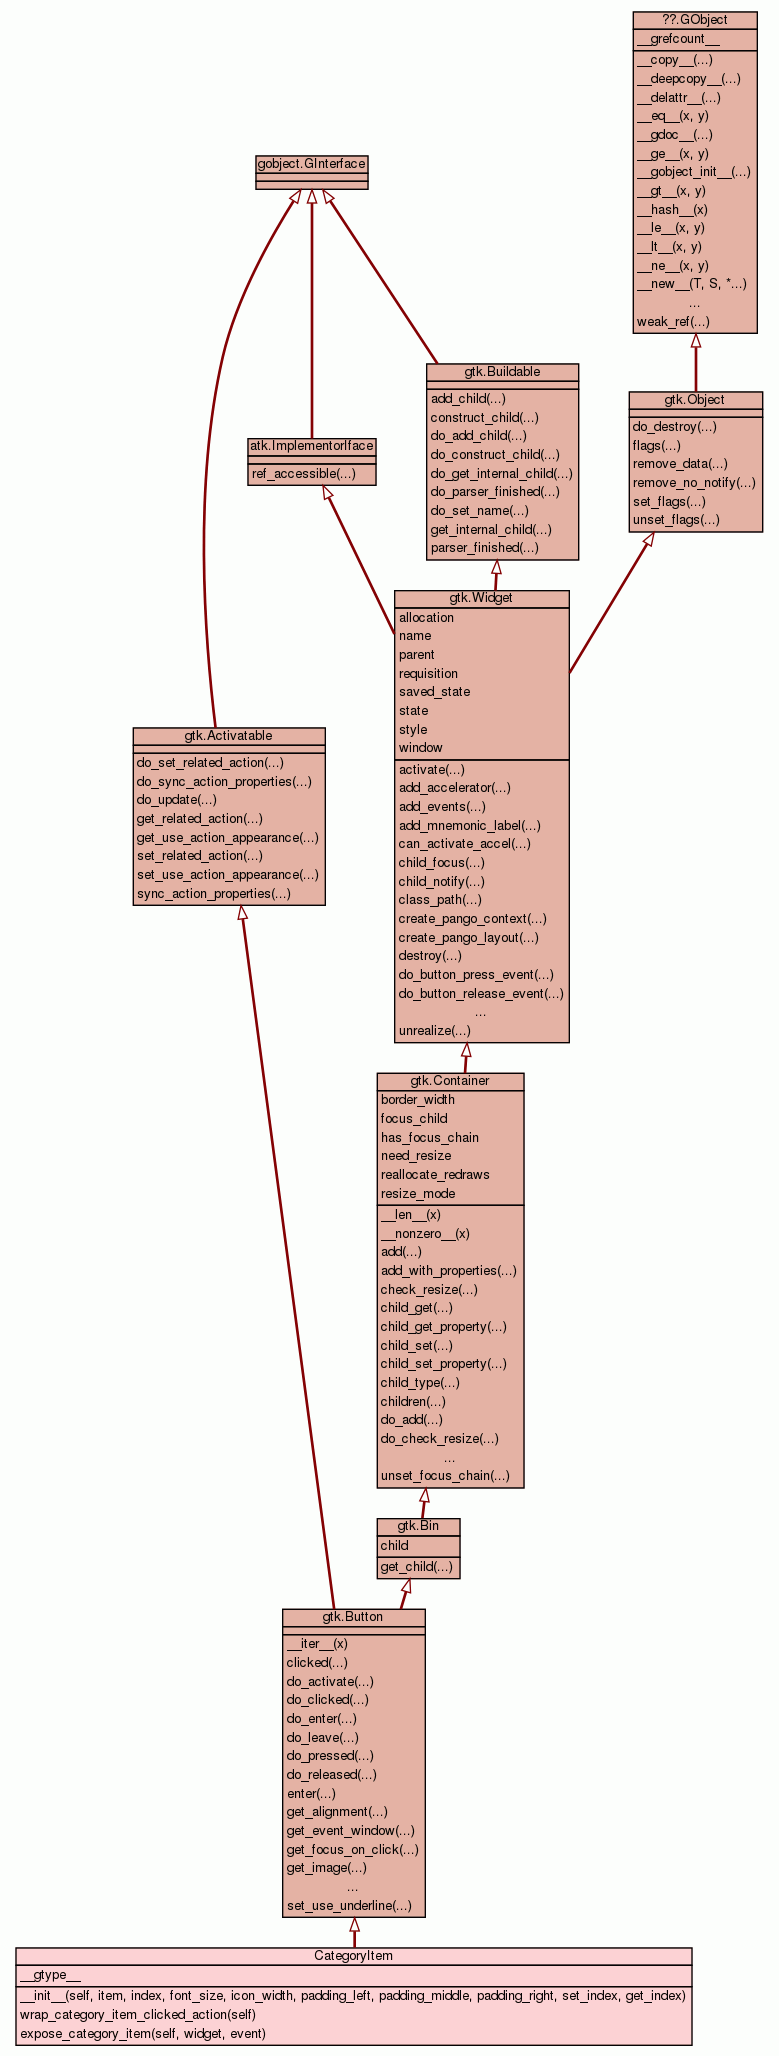 ??.GObject
__grefcount__
__copy__(...)
__deepcopy__(...)
__delattr__(...)
__eq__(x, y)
__gdoc__(...)
__ge__(x, y)
__gobject_init__(...)
__gt__(x, y)
__hash__(x)
__le__(x, y)
__lt__(x, y)
__ne__(x, y)
__new__(T, S, *...)
...
weak_ref(...)
gobject.GInterface
gtk.Buildable
add_child(...)
construct_child(...)
do_add_child(...)
do_construct_child(...)
do_get_internal_child(...)
do_parser_finished(...)
do_set_name(...)
get_internal_child(...)
parser_finished(...)
gtk.Object
do_destroy(...)
flags(...)
remove_data(...)
remove_no_notify(...)
set_flags(...)
unset_flags(...)
atk.ImplementorIface
ref_accessible(...)
gtk.Widget
allocation
name
parent
requisition
saved_state
state
style
window
activate(...)
add_accelerator(...)
add_events(...)
add_mnemonic_label(...)
can_activate_accel(...)
child_focus(...)
child_notify(...)
class_path(...)
create_pango_context(...)
create_pango_layout(...)
destroy(...)
do_button_press_event(...)
do_button_release_event(...)
...
unrealize(...)
gtk.Activatable
do_set_related_action(...)
do_sync_action_properties(...)
do_update(...)
get_related_action(...)
get_use_action_appearance(...)
set_related_action(...)
set_use_action_appearance(...)
sync_action_properties(...)
gtk.Container
border_width
focus_child
has_focus_chain
need_resize
reallocate_redraws
resize_mode
__len__(x)
__nonzero__(x)
add(...)
add_with_properties(...)
check_resize(...)
child_get(...)
child_get_property(...)
child_set(...)
child_set_property(...)
child_type(...)
children(...)
do_add(...)
do_check_resize(...)
...
unset_focus_chain(...)
gtk.Bin
child
get_child(...)
gtk.Button
__iter__(x)
clicked(...)
do_activate(...)
do_clicked(...)
do_enter(...)
do_leave(...)
do_pressed(...)
do_released(...)
enter(...)
get_alignment(...)
get_event_window(...)
get_focus_on_click(...)
get_image(...)
...
set_use_underline(...)
CategoryItem
__gtype__
__init__(self, item, index, font_size, icon_width, padding_left, padding_middle, padding_right, set_index, get_index)
wrap_category_item_clicked_action(self)
expose_category_item(self, widget, event)